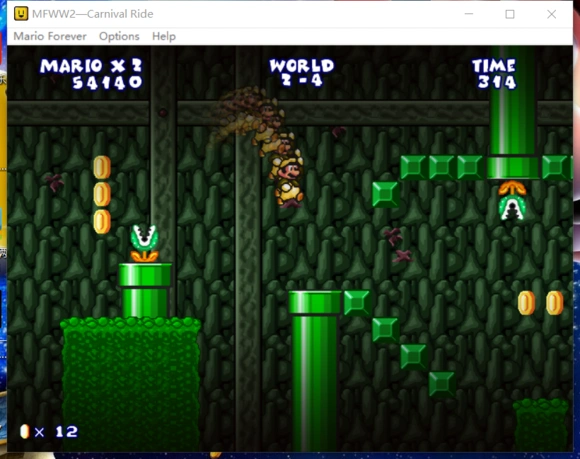 MFWW2—Carnival Ride
Mario Forever Options Help
MARIO X 2 WORLD TIME
54140 2-4 314
× 12